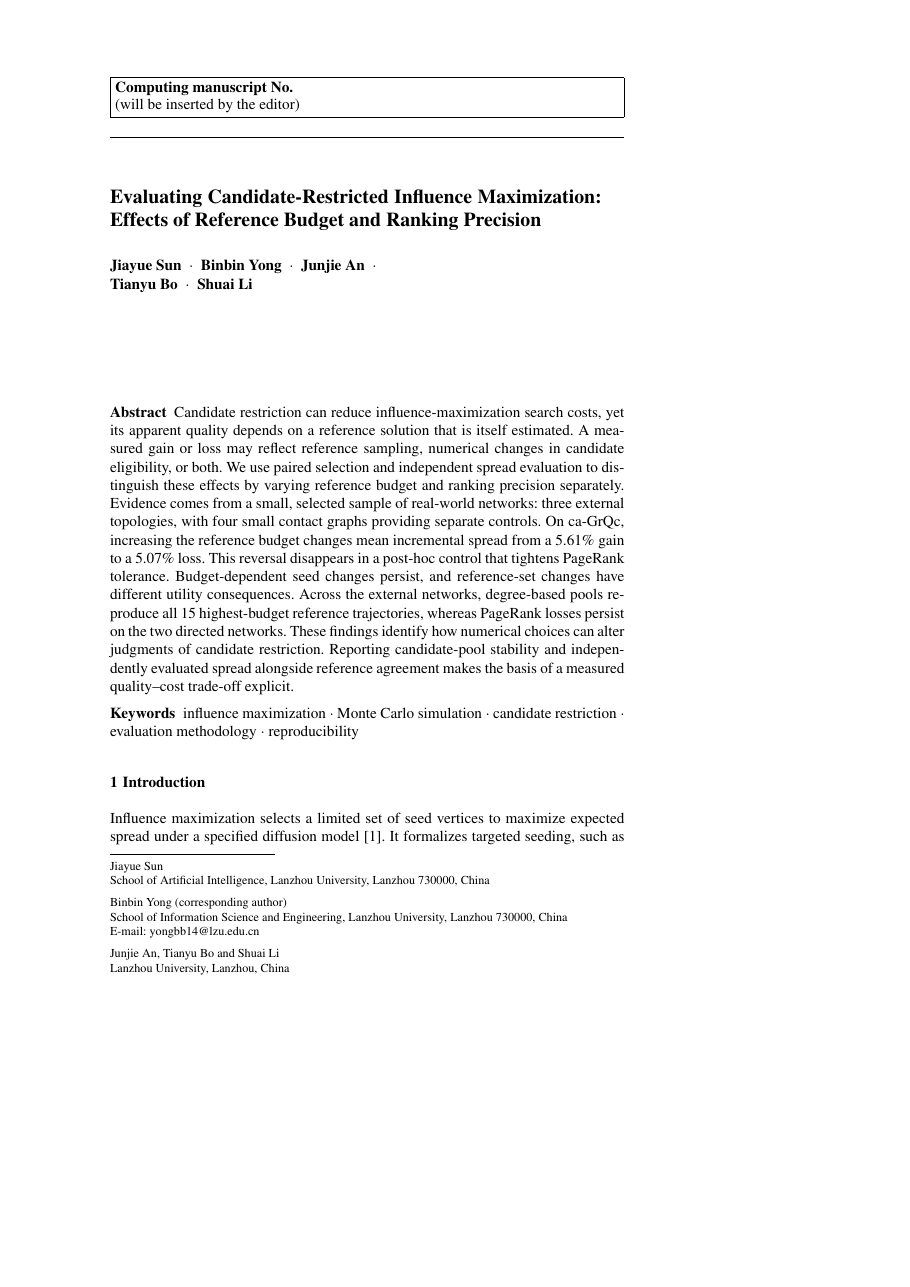 Computing manuscript No.
(will be inserted by the editor)
Evaluating Candidate-Restricted Influence Maximization:
Effects of Reference Budget and Ranking Precision
Jiayue Sun · Binbin Yong · Junjie An ·
Tianyu Bo · Shuai Li
Abstract Candidate restriction can reduce influence-maximization search costs, yet
its apparent quality depends on a reference solution that is itself estimated. A mea-
sured gain or loss may reflect reference sampling, numerical changes in candidate
eligibility, or both. We use paired selection and independent spread evaluation to dis-
tinguish these effects by varying reference budget and ranking precision separately.
Evidence comes from a small, selected sample of real-world networks: three external
topologies, with four small contact graphs providing separate controls. On ca-GrQc,
increasing the reference budget changes mean incremental spread from a 5.61% gain
to a 5.07% loss. This reversal disappears in a post-hoc control that tightens PageRank
tolerance. Budget-dependent seed changes persist, and reference-set changes have
different utility consequences. Across the external networks, degree-based pools re-
produce all 15 highest-budget reference trajectories, whereas PageRank losses persist
on the two directed networks. These findings identify how numerical choices can alter
judgments of candidate restriction. Reporting candidate-pool stability and indepen-
dently evaluated spread alongside reference agreement makes the basis of a measured
quality–cost trade-off explicit.
Keywords influence maximization · Monte Carlo simulation · candidate restriction ·
evaluation methodology · reproducibility
1 Introduction
Influence maximization selects a limited set of seed vertices to maximize expected
spread under a specified diffusion model [1]. It formalizes targeted seeding, such as
Jiayue Sun
School of Artificial Intelligence, Lanzhou University, Lanzhou 730000, China
Binbin Yong (corresponding author)
School of Information Science and Engineering, Lanzhou University, Lanzhou 730000, China
E-mail: yongbb14@lzu.edu.cn
Junjie An, Tianyu Bo and Shuai Li
Lanzhou University, Lanzhou, China